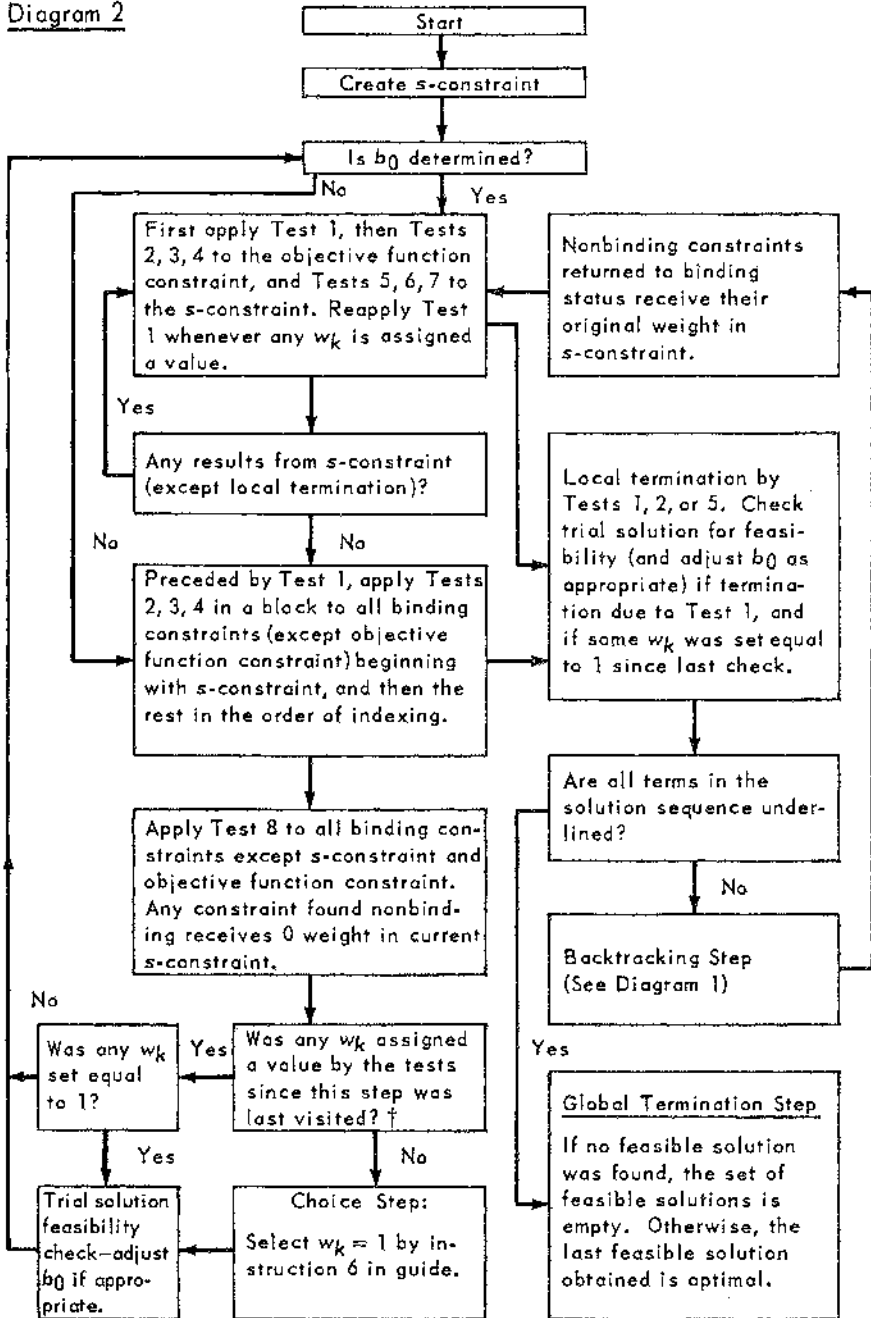 Diagram 2
Start
Create s-constraint
Is b0 determined?
No
Yes
First apply Test 1, then Tests
2, 3, 4 to the objective function
constraint, and Tests 5, 6, 7 to
the s-constraint. Reapply Test
1 whenever any wk is assigned
a value.
Nonbinding constraints
returned to binding
status receive their
original weight in
s-constraint.
Yes
Any results from s-constraint
(except local termination)?
No
No
Local termination by
Tests 1, 2, or 5. Check
trial solution for feasi-
bility (and adjust b0 as
appropriate) if termina-
tion due to Test 1, and
if some wk was set equal
to 1 since last check.
Preceded by Test 1, apply Tests
2, 3, 4 in a block to all binding
constraints (except objective
function constraint) beginning
with s-constraint, and then the
rest in the order of indexing.
Are all terms in the
solution sequence under-
lined?
No
Apply Test 8 to all binding con-
straints except s-constraint and
objective function constraint.
Any constraint found nonbind-
ing receives 0 weight in current
s-constraint.
Backtracking Step
(See Diagram 1)
No
Yes
Was any wk
set equal
to 1?
Yes
Was any wk assigned
a value by the tests
since this step was
last visited? †
Yes
No
Global Termination Step
If no feasible solution
was found, the set of
feasible solutions is
empty. Otherwise, the
last feasible solution
obtained is optimal.
Trial solution
feasibility
check—adjust
b0 if appro-
priate.
Choice Step:
Select wk = 1 by in-
struction 6 in guide.